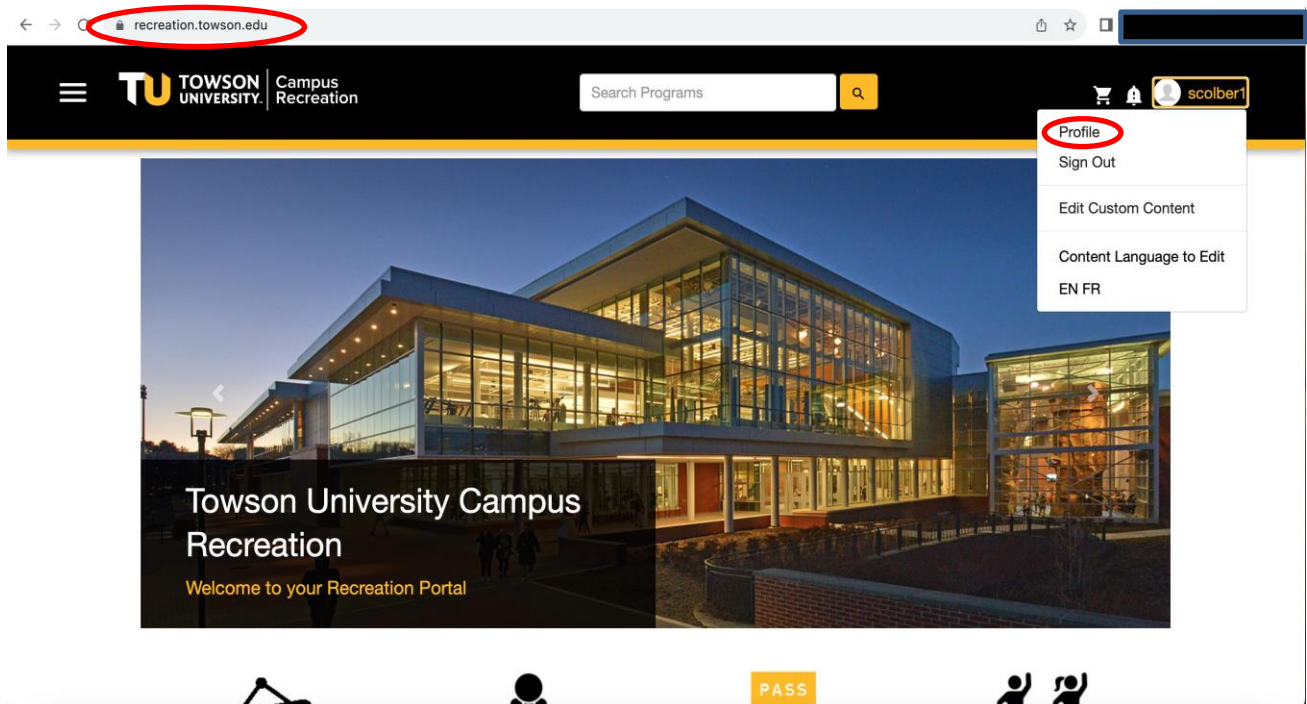 recreation.towson.edu
TU TOWSON UNIVERSITY. Campus Recreation
Search Programs
scolber1
Profile
Sign Out
Edit Custom Content
Content Language to Edit
EN FR
Towson University Campus
Recreation
Welcome to your Recreation Portal
PASS